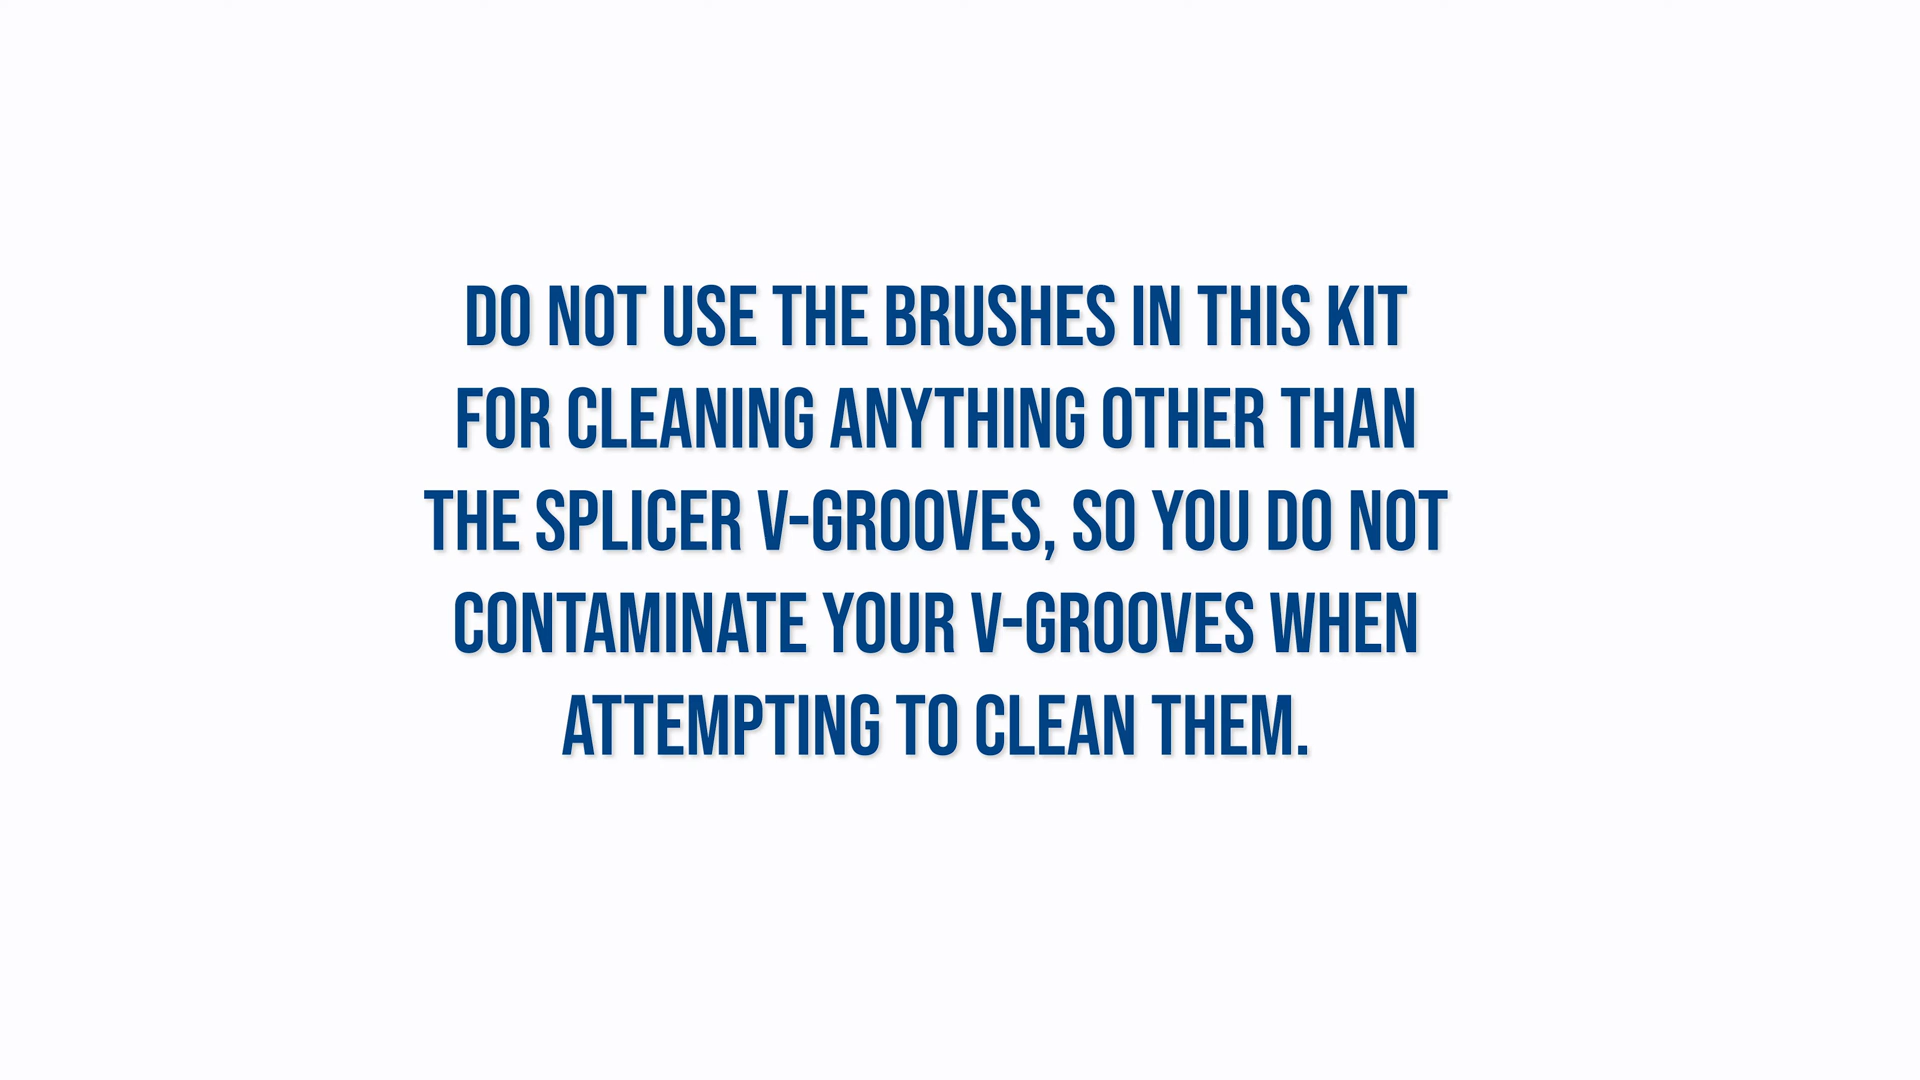 DO NOT USE THE BRUSHES IN THIS KIT
FOR CLEANING ANYTHING OTHER THAN
THE SPLICER V-GROOVES, SO YOU DO NOT
CONTAMINATE YOUR V-GROOVES WHEN
ATTEMPTING TO CLEAN THEM.